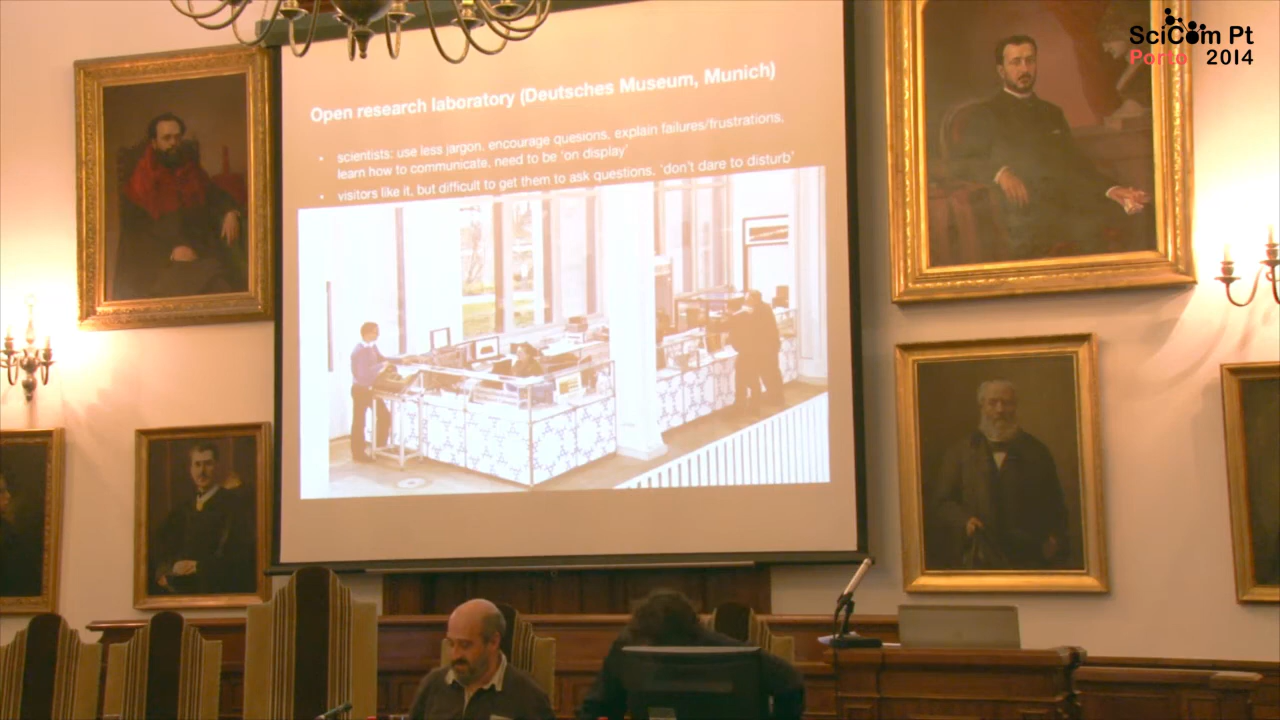 SciCom Pt
Porto 2014
Open research laboratory (Deutsches Museum, Munich)
• scientists: use less jargon, encourage quesions, explain failures/frustrations,
learn how to communicate, need to be 'on display'
• visitors like it, but difficult to get them to ask questions, 'don't dare to disturb'